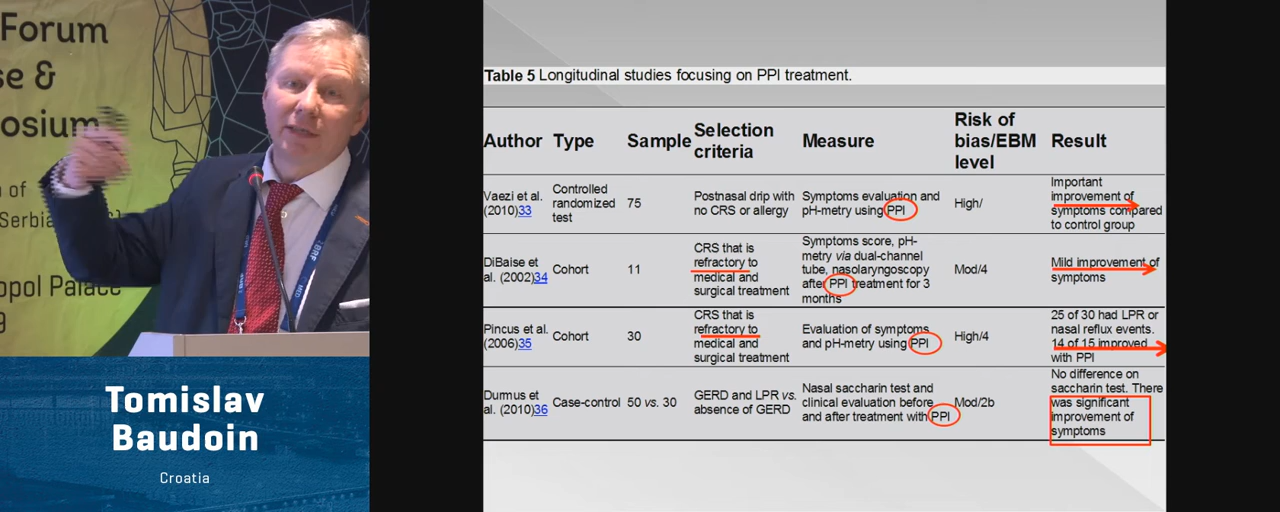 Forum
se &
osium
of
Serbia
opol Palace
9
Tomislav
Baudoin
Croatia
Table 5 Longitudinal studies focusing on PPI treatment.
Author Type Sample Selection criteria Measure Risk of bias/EBM level Result
Vaezi et al. (2010)33 Controlled randomized test 75 Postnasal drip with no CRS or allergy Symptoms evaluation and pH-metry using PPI High/ Important improvement of symptoms compared to control group
DiBaise et al. (2002)34 Cohort 11 CRS that is refractory to medical and surgical treatment Symptoms score, pH-metry via dual-channel tube, nasolaryngoscopy after PPI treatment for 3 months Mod/4 Mild improvement of symptoms
Pincus et al. (2006)35 Cohort 30 CRS that is refractory to medical and surgical treatment Evaluation of symptoms and pH-metry using PPI High/4 25 of 30 had LPR or nasal reflux events. 14 of 15 improved with PPI
Durmus et al. (2010)36 Case-control 50 vs. 30 GERD and LPR vs. absence of GERD Nasal saccharin test and clinical evaluation before and after treatment with PPI Mod/2b No difference on saccharin test. There was significant improvement of symptoms